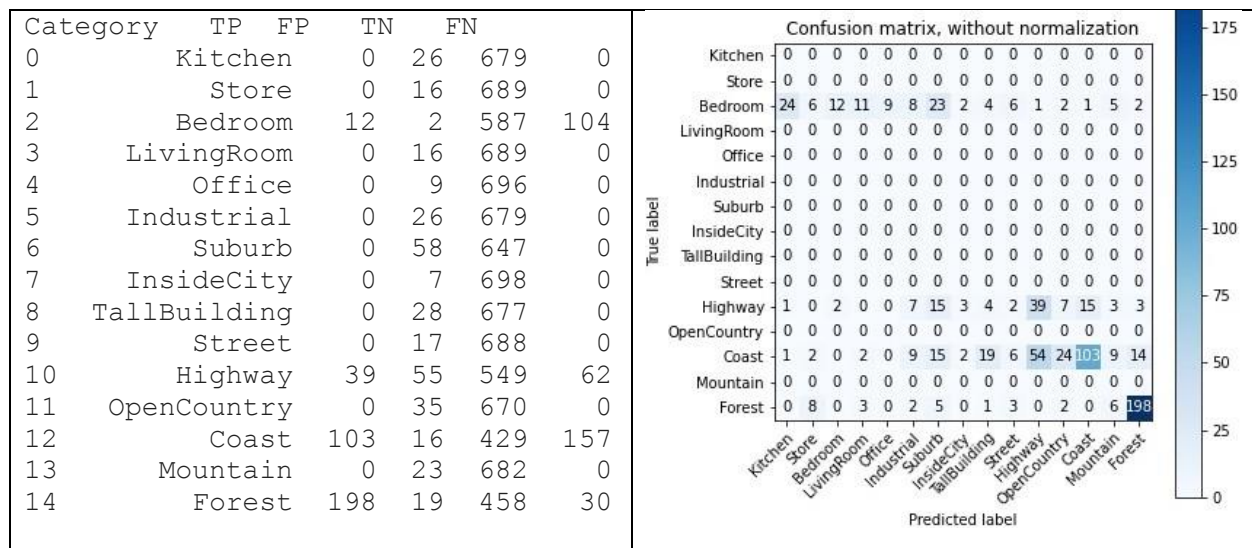 Category TP FP TN FN
0 Kitchen 0 26 679 0
1 Store 0 16 689 0
2 Bedroom 12 2 587 104
3 LivingRoom 0 16 689 0
4 Office 0 9 696 0
5 Industrial 0 26 679 0
6 Suburb 0 58 647 0
7 InsideCity 0 7 698 0
8 TallBuilding 0 28 677 0
9 Street 0 17 688 0
10 Highway 39 55 549 62
11 OpenCountry 0 35 670 0
12 Coast 103 16 429 157
13 Mountain 0 23 682 0
14 Forest 198 19 458 30
Confusion matrix, without normalization
True label
Kitchen 0 0 0 0 0 0 0 0 0 0 0 0 0 0 0
Store 0 0 0 0 0 0 0 0 0 0 0 0 0 0 0
Bedroom 24 6 12 11 9 8 23 2 4 6 1 2 1 5 2
LivingRoom 0 0 0 0 0 0 0 0 0 0 0 0 0 0 0
Office 0 0 0 0 0 0 0 0 0 0 0 0 0 0 0
Industrial 0 0 0 0 0 0 0 0 0 0 0 0 0 0 0
Suburb 0 0 0 0 0 0 0 0 0 0 0 0 0 0 0
InsideCity 0 0 0 0 0 0 0 0 0 0 0 0 0 0 0
TallBuilding 0 0 0 0 0 0 0 0 0 0 0 0 0 0 0
Street 0 0 0 0 0 0 0 0 0 0 0 0 0 0 0
Highway 1 0 2 0 0 7 15 3 4 2 39 7 15 3 3
OpenCountry 0 0 0 0 0 0 0 0 0 0 0 0 0 0 0
Coast 1 2 0 2 0 9 15 2 19 6 54 24 103 9 14
Mountain 0 0 0 0 0 0 0 0 0 0 0 0 0 0 0
Forest 0 8 0 3 0 2 5 0 1 3 0 2 0 6 198
Kitchen Store Bedroom LivingRoom Office Industrial Suburb InsideCity TallBuilding Street Highway OpenCountry Coast Mountain Forest
Predicted label
175
150
125
100
75
50
25
0